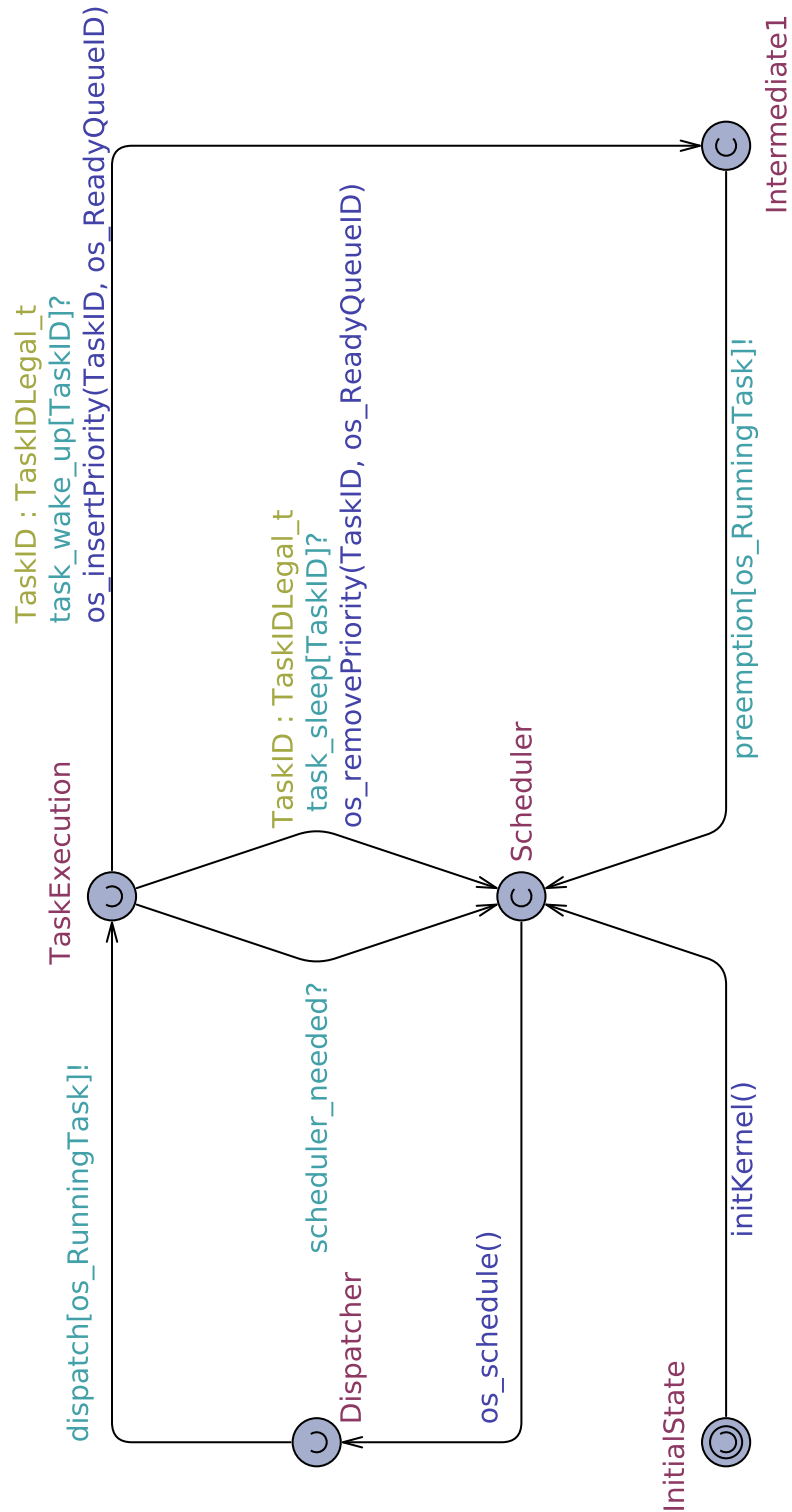 TaskID : TaskIDLegal_t
TaskExecution
task_wake_up[TaskID]?
dispatch[os_RunningTask]!
os_insertPriority(TaskID, os_ReadyQueueID)
U
TaskID : TaskIDLegal_t
scheduler_needed?
task_sleep[TaskID]?
U
Dispatcher
os_removePriority(TaskID, os_ReadyQueueID)
os_schedule()
Scheduler
C
InitialState
U
C
initKernel()
preemption[os_RunningTask]!
Intermediate1